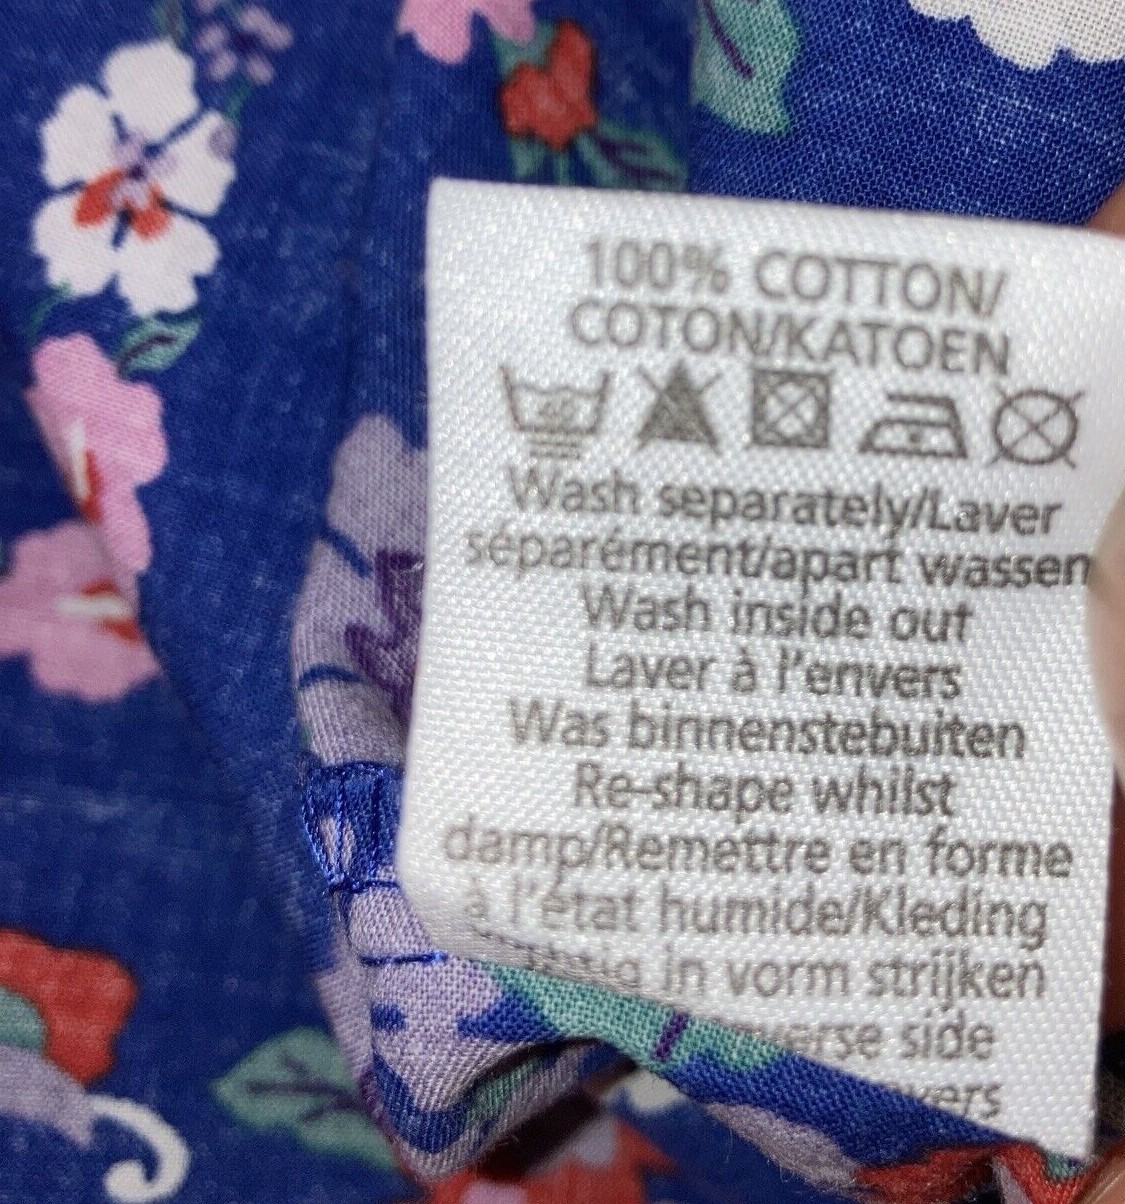 100% COTTON/
COTON/KATOEN
40
Wash separately/Laver
séparément/apart wassen
Wash inside out
Laver à l'envers
Was binnenstebuiten
Re-shape whilst
damp/Remettre en forme
à l'état humide/Kleding
in vorm strijken
side